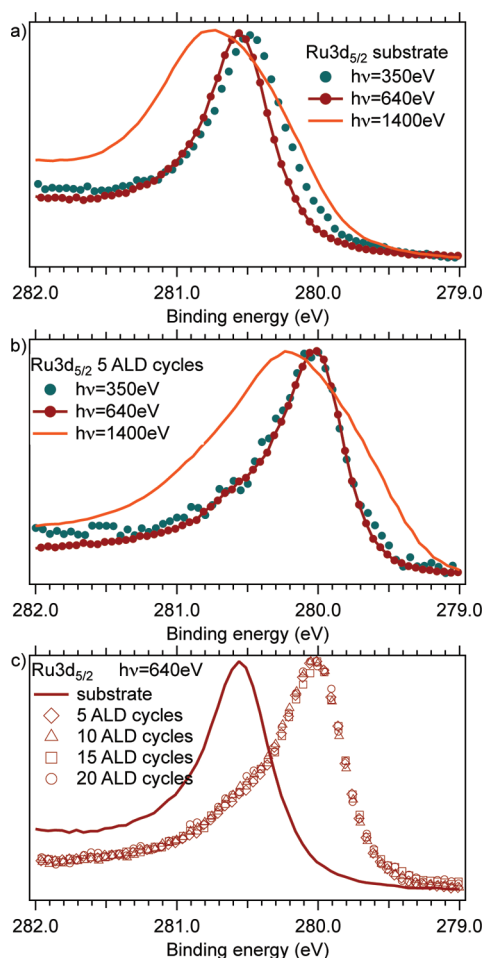 a)
Ru3d5/2 substrate
hν=350eV
hν=640eV
hν=1400eV
282.0 281.0 280.0 279.0
Binding energy (eV)
b)
Ru3d5/2 5 ALD cycles
hν=350eV
hν=640eV
hν=1400eV
282.0 281.0 280.0 279.0
Binding energy (eV)
c)
Ru3d5/2 hν=640eV
substrate
5 ALD cycles
10 ALD cycles
15 ALD cycles
20 ALD cycles
282.0 281.0 280.0 279.0
Binding energy (eV)